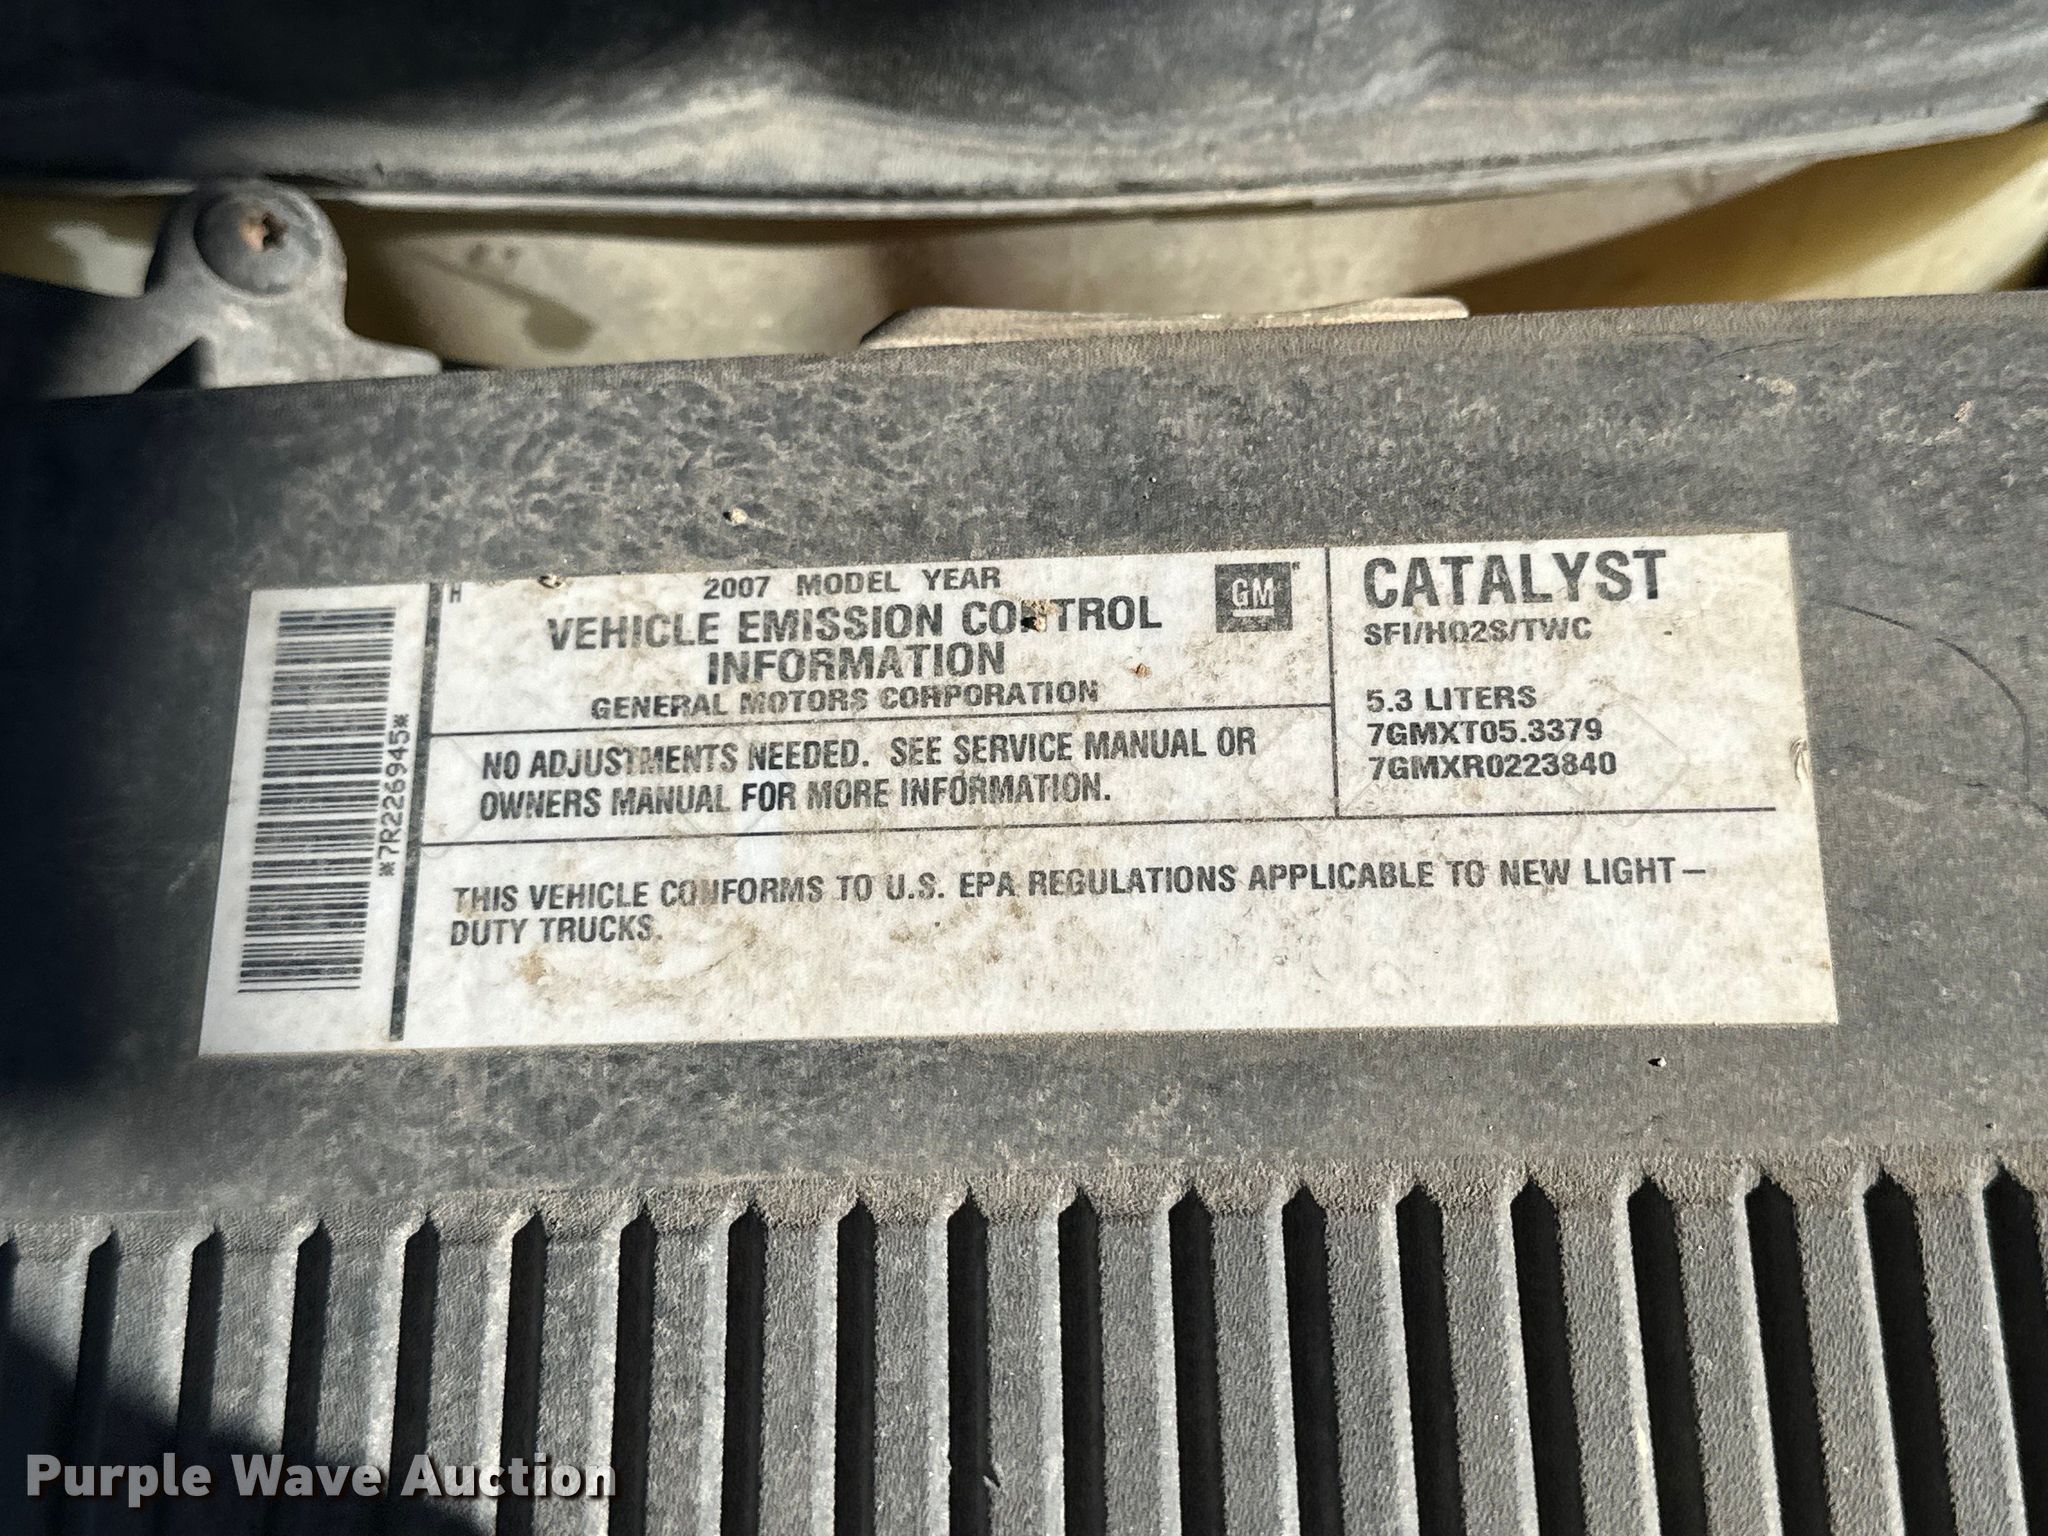 *7R2269445*
H
2007 MODEL YEAR
VEHICLE EMISSION CONTROL
INFORMATION
GENERAL MOTORS CORPORATION
GM
NO ADJUSTMENTS NEEDED. SEE SERVICE MANUAL OR
OWNERS MANUAL FOR MORE INFORMATION.
CATALYST
SFI/HO2S/TWC
5.3 LITERS
7GMXT05.3379
7GMXR0223840
THIS VEHICLE CONFORMS TO U.S. EPA REGULATIONS APPLICABLE TO NEW LIGHT–
DUTY TRUCKS.
Purple Wave Auction